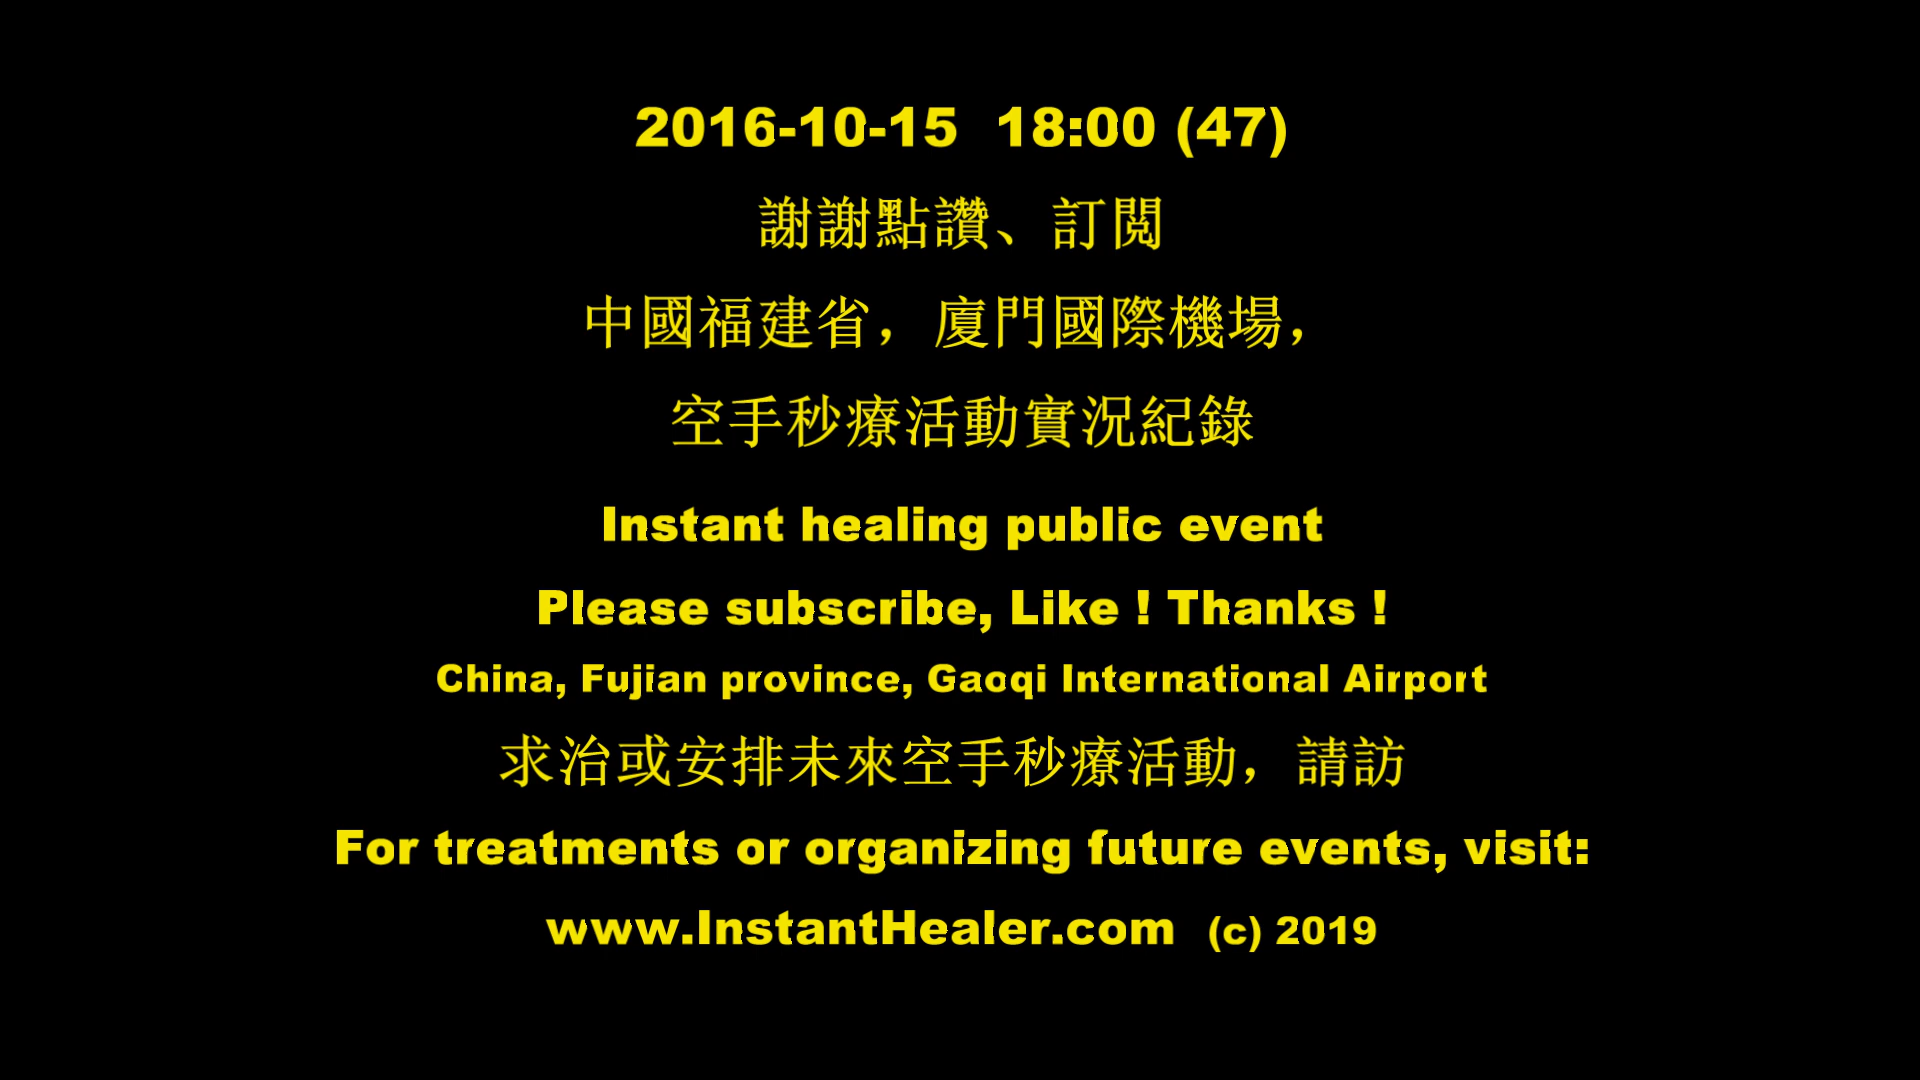 2016-10-15 18:00 (47)
謝謝點讚、訂閲
中國福建省，廈門國際機場，
空手秒療活動實況紀錄
Instant healing public event
Please subscribe, Like ! Thanks !
China, Fujian province, Gaoqi International Airport
求治或安排未來空手秒療活動，請訪
For treatments or organizing future events, visit:
www.InstantHealer.com (c) 2019